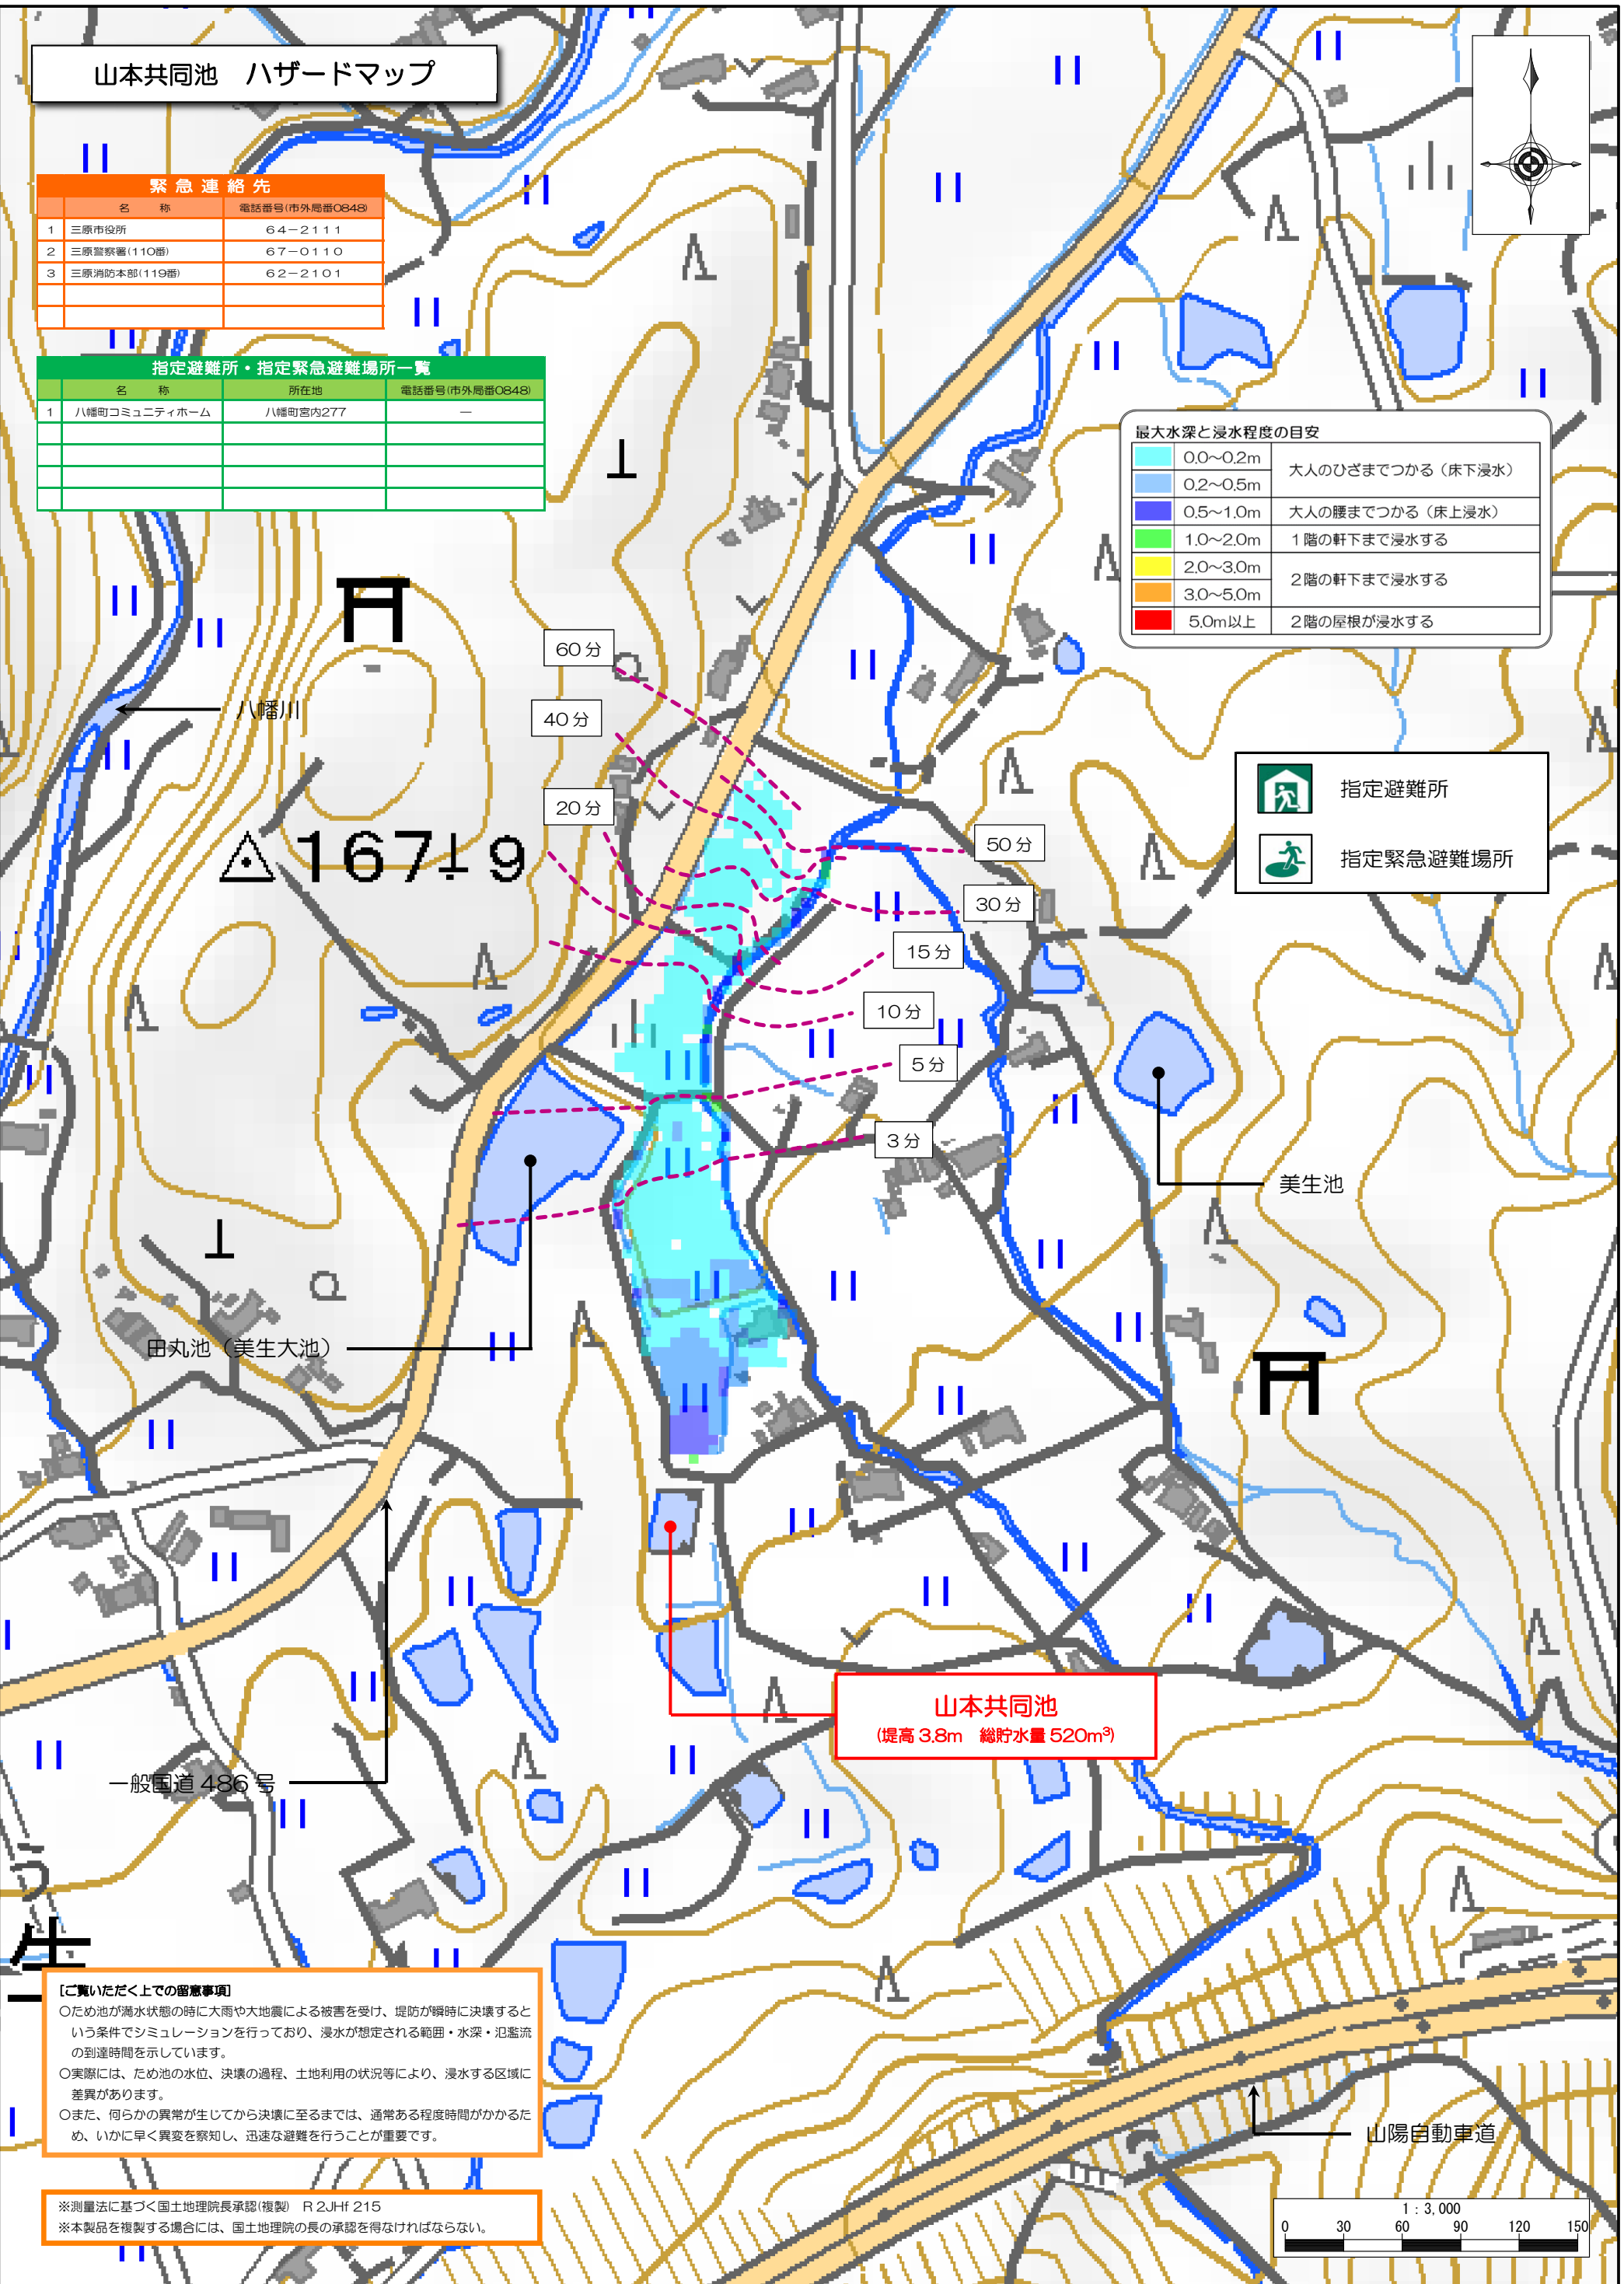 山本共同池　ハザードマップ
緊急連絡先
名　称　電話番号(市外局番0848)
1　三原市役所　64－2111
2　三原警察署(110番)　67－0110
3　三原消防本部(119番)　62－2101
指定避難所・指定緊急避難場所一覧
名　称　所在地　電話番号(市外局番0848)
1　八幡町コミュニティホーム　八幡町宮内277　―
最大水深と浸水程度の目安
0.0～0.2m
大人のひざまでつかる（床下浸水）
0.2～0.5m
0.5～1.0m　大人の腰までつかる（床上浸水）
1.0～2.0m　1階の軒下まで浸水する
2.0～3.0m
2階の軒下まで浸水する
3.0～5.0m
5.0m以上　2階の屋根が浸水する
60分
八幡川
40分
指定避難所
20分
167.9
50分
指定緊急避難場所
30分
15分
10分
5分
3分
美生池
田丸池（美生大池）
山本共同池
(堤高3.8m　総貯水量520m³)
一般国道486号
う
生
[ご覧いただく上での留意事項]
○ため池が満水状態の時に大雨や大地震による被害を受け、堤防が瞬時に決壊すると
いう条件でシミュレーションを行っており、浸水が想定される範囲・水深・氾濫流
の到達時間を示しています。
○実際には、ため池の水位、決壊の過程、土地利用の状況等により、浸水する区域に
差異があります。
○また、何らかの異常が生じてから決壊に至るまでは、通常ある程度時間がかかるた
め、いかに早く異変を察知し、迅速な避難を行うことが重要です。
山陽自動車道
※測量法に基づく国土地理院長承認(複製)　R 2JHf 215
※本製品を複製する場合には、国土地理院の長の承認を得なければならない。
1：3,000
0　30　60　90　120　150